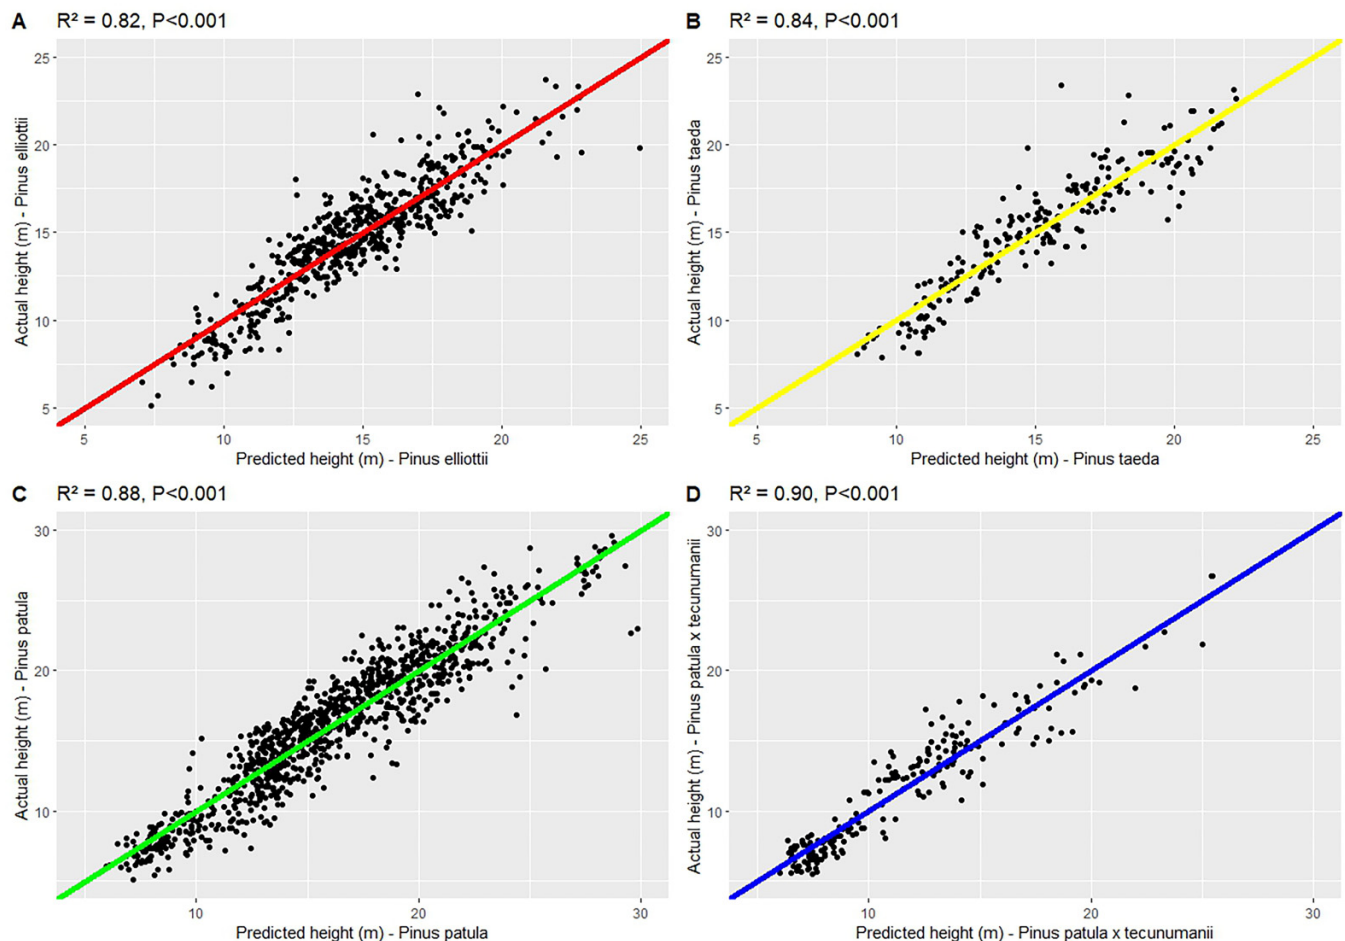 A R² = 0.82, P<0.001
25
20
15
10
5
Actual height (m) - Pinus elliottii
5 10 15 20 25
Predicted height (m) - Pinus elliottii
B R² = 0.84, P<0.001
25
20
15
10
5
Actual height (m) - Pinus taeda
5 10 15 20 25
Predicted height (m) - Pinus taeda
C R² = 0.88, P<0.001
30
20
10
Actual height (m) - Pinus patula
10 20 30
Predicted height (m) - Pinus patula
D R² = 0.90, P<0.001
30
20
10
Actual height (m) - Pinus patula x tecunumanii
10 20 30
Predicted height (m) - Pinus patula x tecunumanii